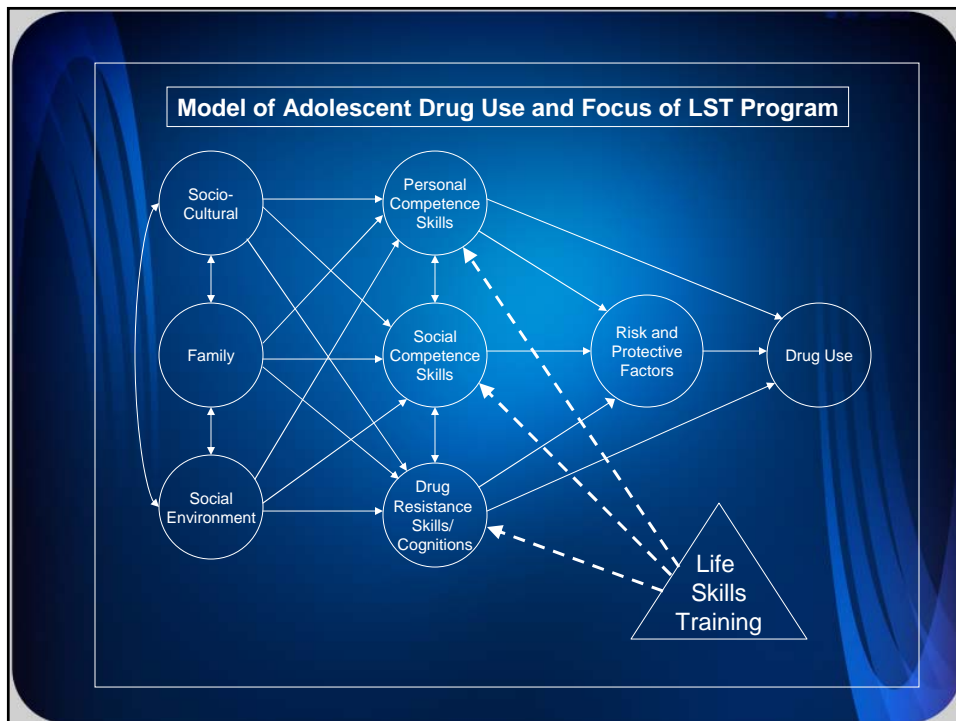 Model of Adolescent Drug Use and Focus of LST Program
Socio-
Cultural
Personal
Competence
Skills
Family
Social
Competence
Skills
Risk and
Protective
Factors
Drug Use
Social
Environment
Drug
Resistance
Skills/
Cognitions
Life
Skills
Training